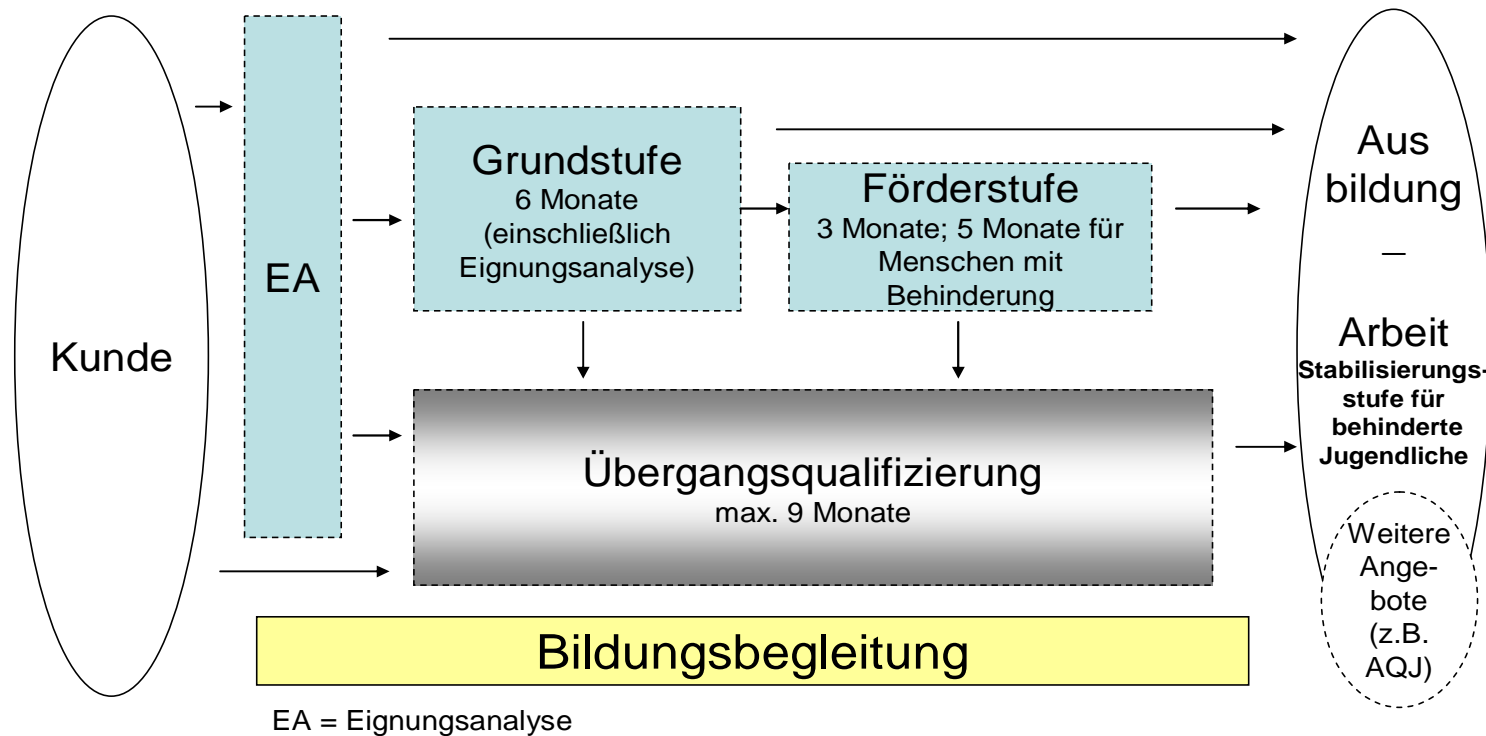 Kunde
EA
Grundstufe
6 Monate
(einschließlich
Eignungsanalyse)
Förderstufe
3 Monate; 5 Monate für
Menschen mit
Behinderung
Übergangsqualifizierung
max. 9 Monate
Aus
bildung
–
Arbeit
Stabilisierungs-
stufe für
behinderte
Jugendliche
Weitere
Ange-
bote
(z.B.
AQJ)
Bildungsbegleitung
EA = Eignungsanalyse